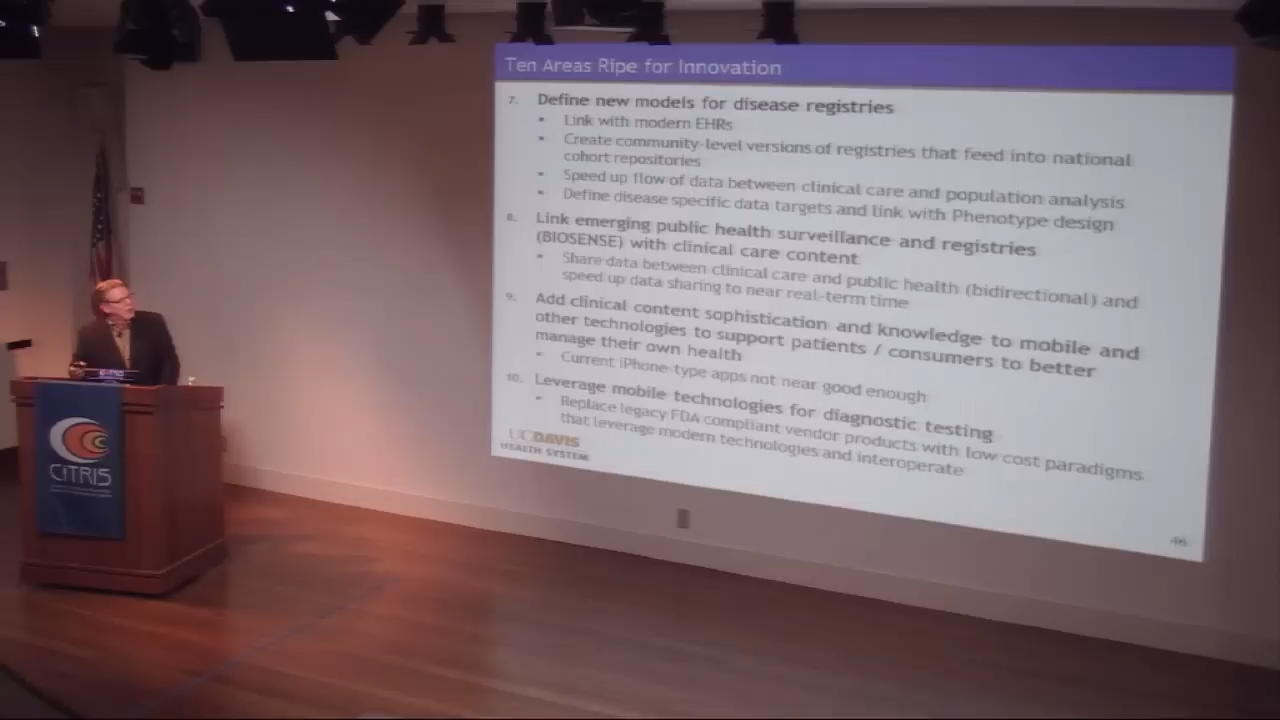 Ten Areas Ripe for Innovation
7. Define new models for disease registries
• Link with modern EHRs
• Create community-level versions of registries that feed into national
cohort repositories
• Speed up flow of data between clinical care and population analysis
• Define disease specific data targets and link with Phenotype design
8. Link emerging public health surveillance and registries
(BIOSENSE) with clinical care content
• Share data between clinical care and public health (bidirectional) and
speed up data sharing to near real-term time
9. Add clinical content sophistication and knowledge to mobile and
other technologies to support patients / consumers to better
manage their own health
• Current iPhone-type apps not near good enough
10. Leverage mobile technologies for diagnostic testing
• Replace legacy FDA compliant vendor products with low cost paradigms
that leverage modern technologies and interoperate
UCDAVIS
HEALTH SYSTEM
46
CiTRIS